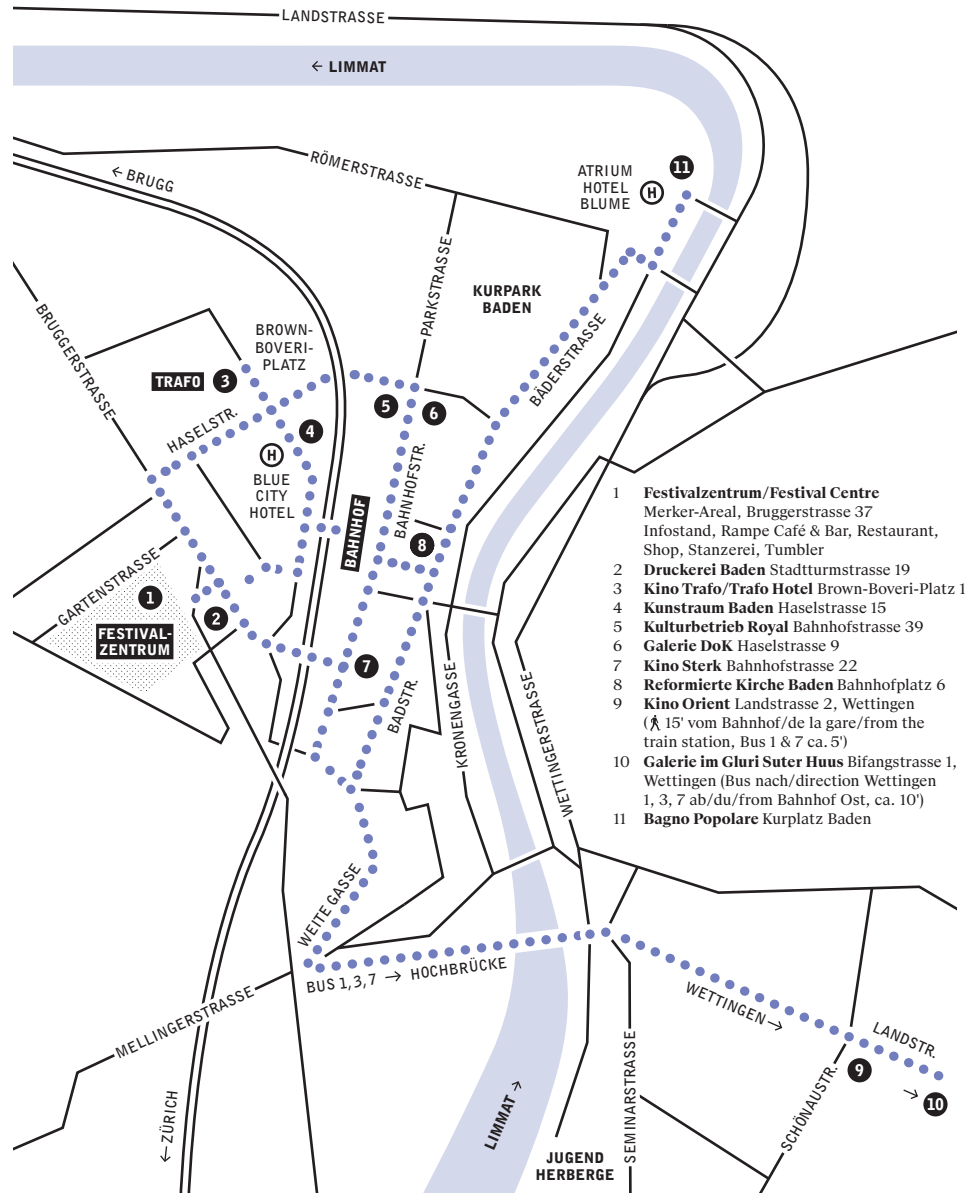 LANDSTRASSE
← LIMMAT
RÖMERSTRASSE
← BRUGG
11
ATRIUM
HOTEL
BLUME
H
PARKSTRASSE
KURPARK
BADEN
BRUGGERSTRASSE
BROWN-
BOVERI-
PLATZ
BÄDERSTRASSE
TRAFO
3
5
6
HASELSTR.
4
H
BLUE
CITY
HOTEL
BAHNHOFSTR.
BAHNHOF
8
GARTENSTRASSE
1
2
FESTIVAL-
ZENTRUM
7
BADSTR.
KRONENGASSE
WETTINGERSTRASSE
1 Festivalzentrum/Festival Centre
Merker-Areal, Bruggerstrasse 37
Infostand, Rampe Café & Bar, Restaurant,
Shop, Stanzerei, Tumbler
2 Druckerei Baden Stadtturmstrasse 19
3 Kino Trafo/Trafo Hotel Brown-Boveri-Platz 1
4 Kunstraum Baden Haselstrasse 15
5 Kulturbetrieb Royal Bahnhofstrasse 39
6 Galerie DoK Haselstrasse 9
7 Kino Sterk Bahnhofstrasse 22
8 Reformierte Kirche Baden Bahnhofplatz 6
9 Kino Orient Landstrasse 2, Wettingen
(🚶 15' vom Bahnhof/de la gare/from the
train station, Bus 1 & 7 ca. 5')
10 Galerie im Gluri Suter Huus Bifangstrasse 1,
Wettingen (Bus nach/direction Wettingen
1, 3, 7 ab/du/from Bahnhof Ost, ca. 10')
11 Bagno Popolare Kurplatz Baden
WEITE GASSE
BUS 1, 3, 7 → HOCHBRÜCKE
MELLINGERSTRASSE
WETTINGEN →
LANDSTR.
9
→ 10
SCHÖNAUSTR.
SEMINARSTRASSE
LIMMAT →
← ZÜRICH
JUGEND
HERBERGE